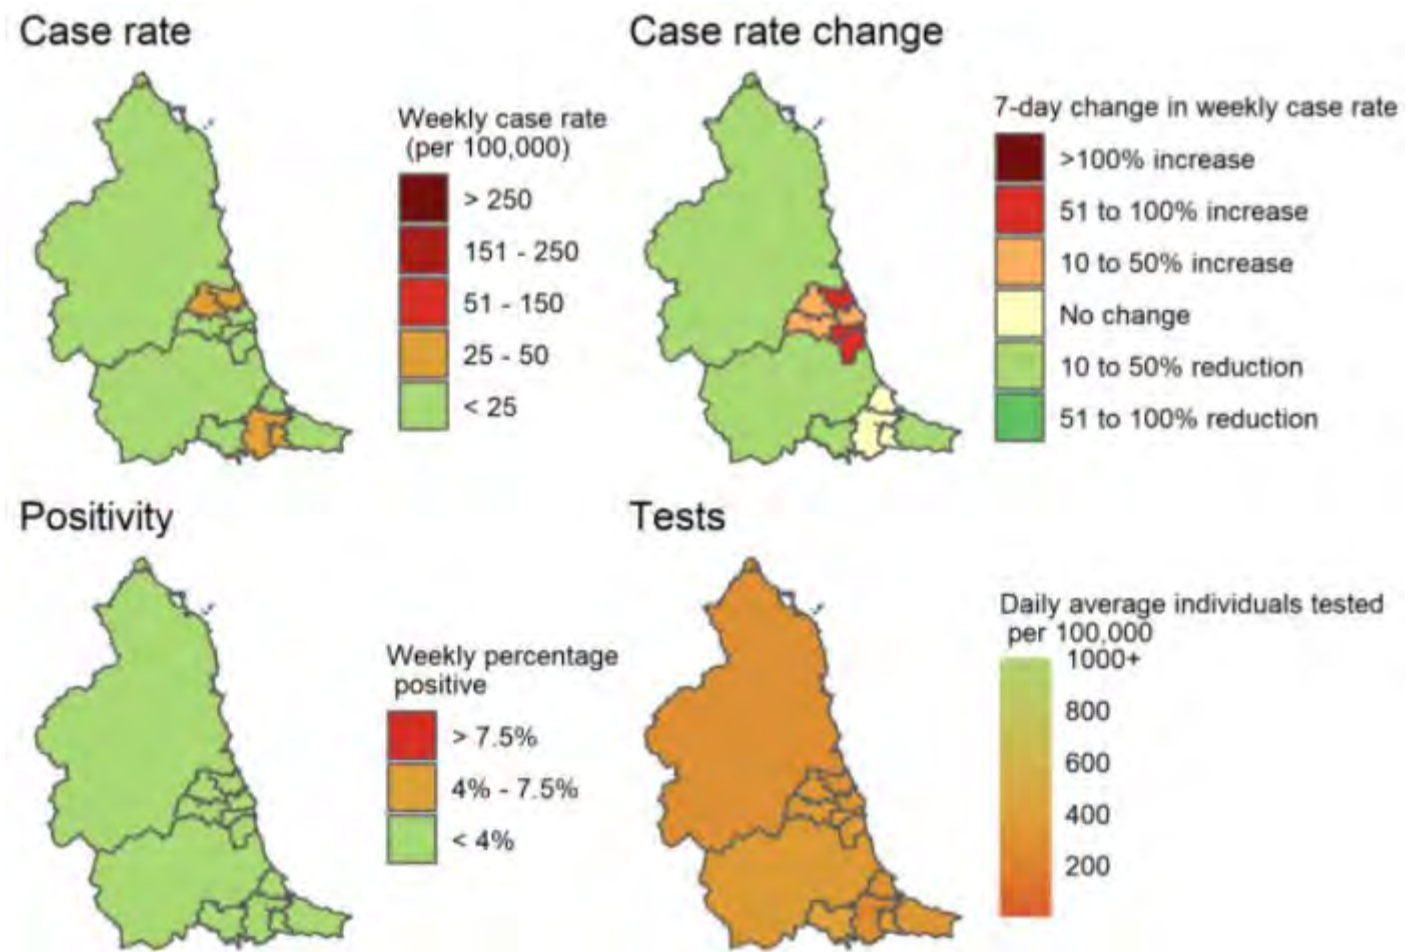 Case rate
Weekly case rate
(per 100,000)
> 250
151 - 250
51 - 150
25 - 50
< 25
Case rate change
7-day change in weekly case rate
>100% increase
51 to 100% increase
10 to 50% increase
No change
10 to 50% reduction
51 to 100% reduction
Positivity
Weekly percentage
positive
> 7.5%
4% - 7.5%
< 4%
Tests
Daily average individuals tested
per 100,000
1000+
800
600
400
200